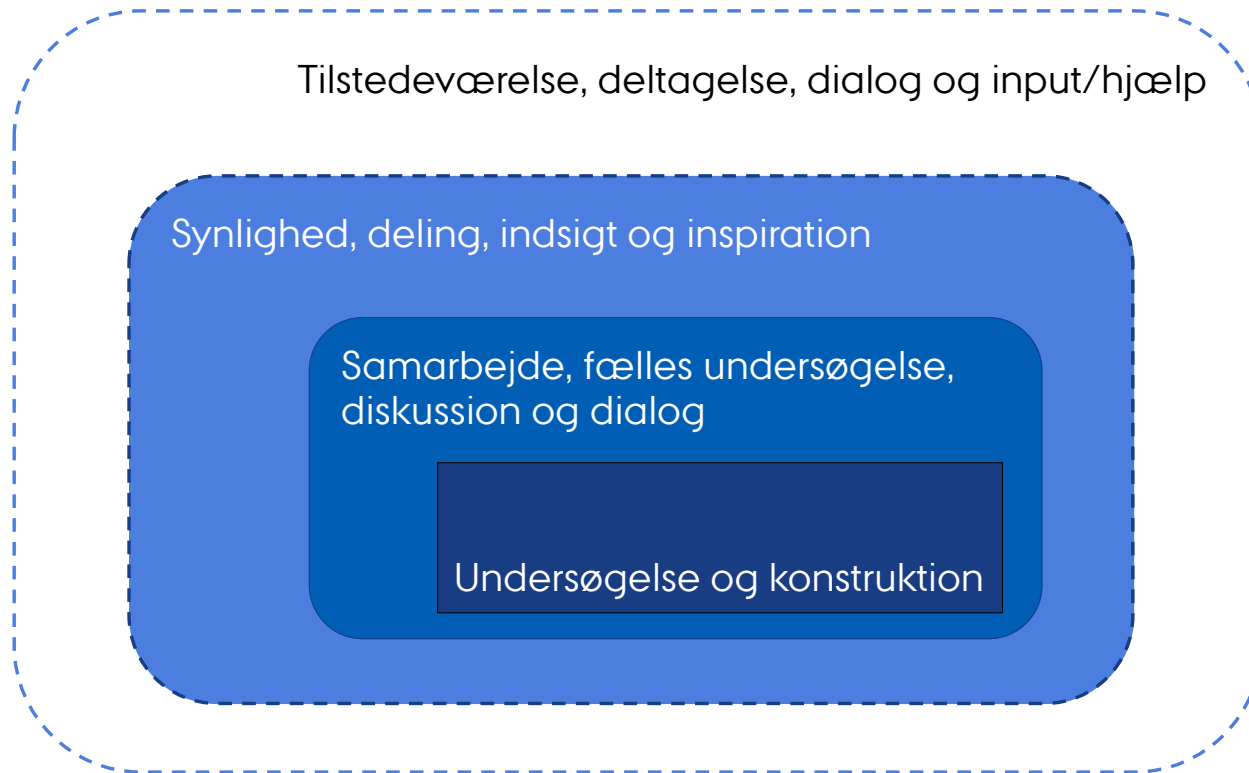 Tilstedeværelse, deltagelse, dialog og input/hjælp
Synlighed, deling, indsigt og inspiration
Samarbejde, fælles undersøgelse,
diskussion og dialog
Undersøgelse og konstruktion